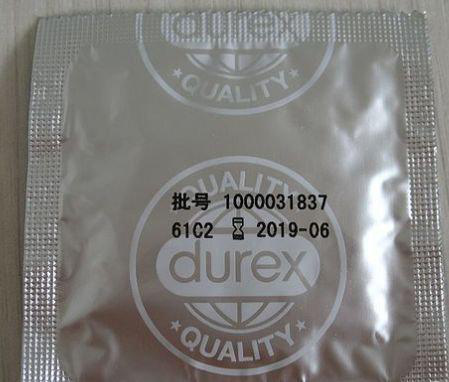 durex
★QUALITY★
QUALITY
批号 1000031837
61C2 ⌛ 2019-06
durex
★QUALITY★